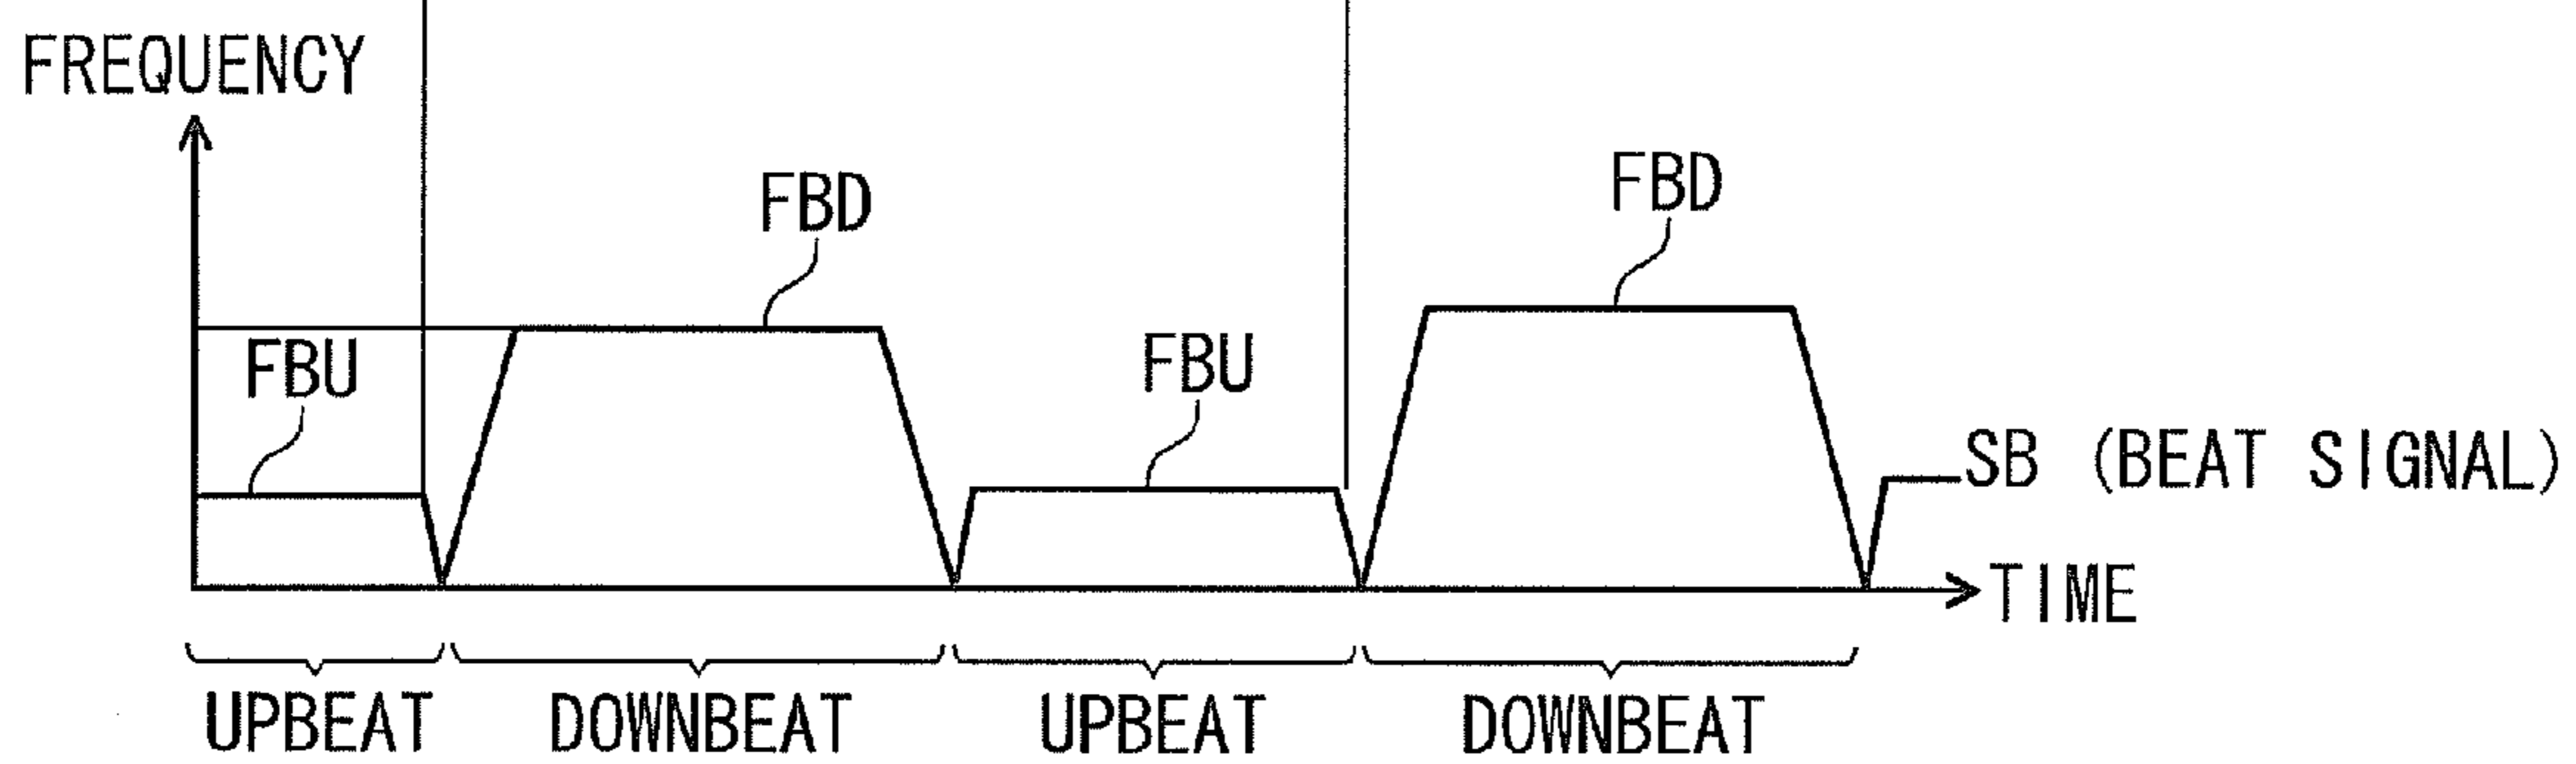 FREQUENCY
FBD
FBD
FBU
FBU
SB (BEAT SIGNAL)
TIME
UPBEAT DOWNBEAT UPBEAT DOWNBEAT